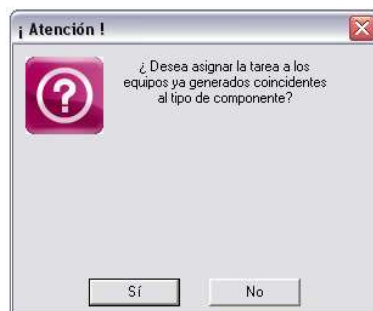 ¡ Atención !
¿ Desea asignar la tarea a los
equipos ya generados coincidentes
al tipo de componente?
Sí
No